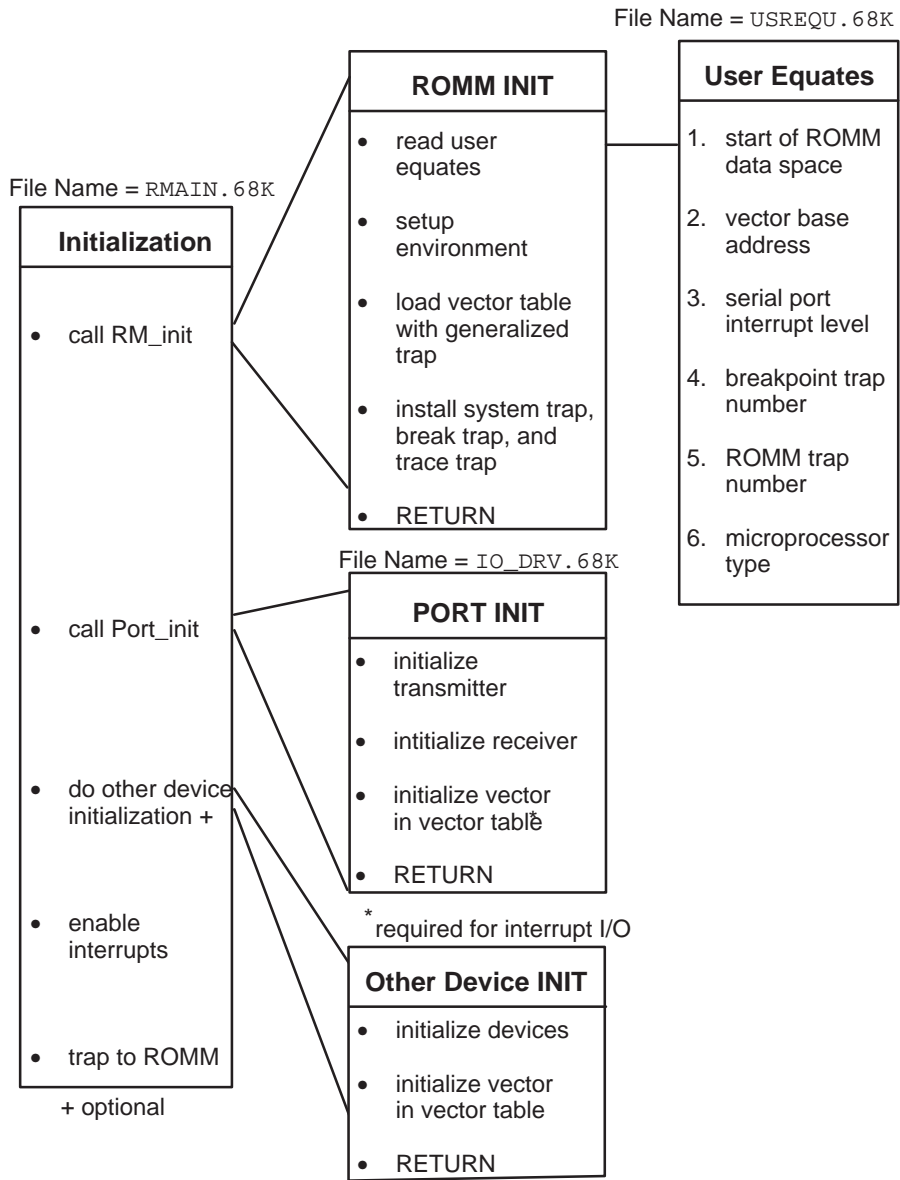 File Name = USREQU.68K
User Equates
1. start of ROMM
data space
2. vector base
address
3. serial port
interrupt level
4. breakpoint trap
number
5. ROMM trap
number
6. microprocessor
type
ROMM INIT
• read user
equates
• setup
environment
• load vector table
with generalized
trap
• install system trap,
break trap, and
trace trap
• RETURN
File Name = RMAIN.68K
Initialization
• call RM_init
• call Port_init
• do other device
initialization +
• enable
interrupts
• trap to ROMM
+ optional
File Name = IO_DRV.68K
PORT INIT
• initialize
transmitter
• intitialize receiver
• initialize vector
in vector table*
• RETURN
* required for interrupt I/O
Other Device INIT
• initialize devices
• initialize vector
in vector table
• RETURN